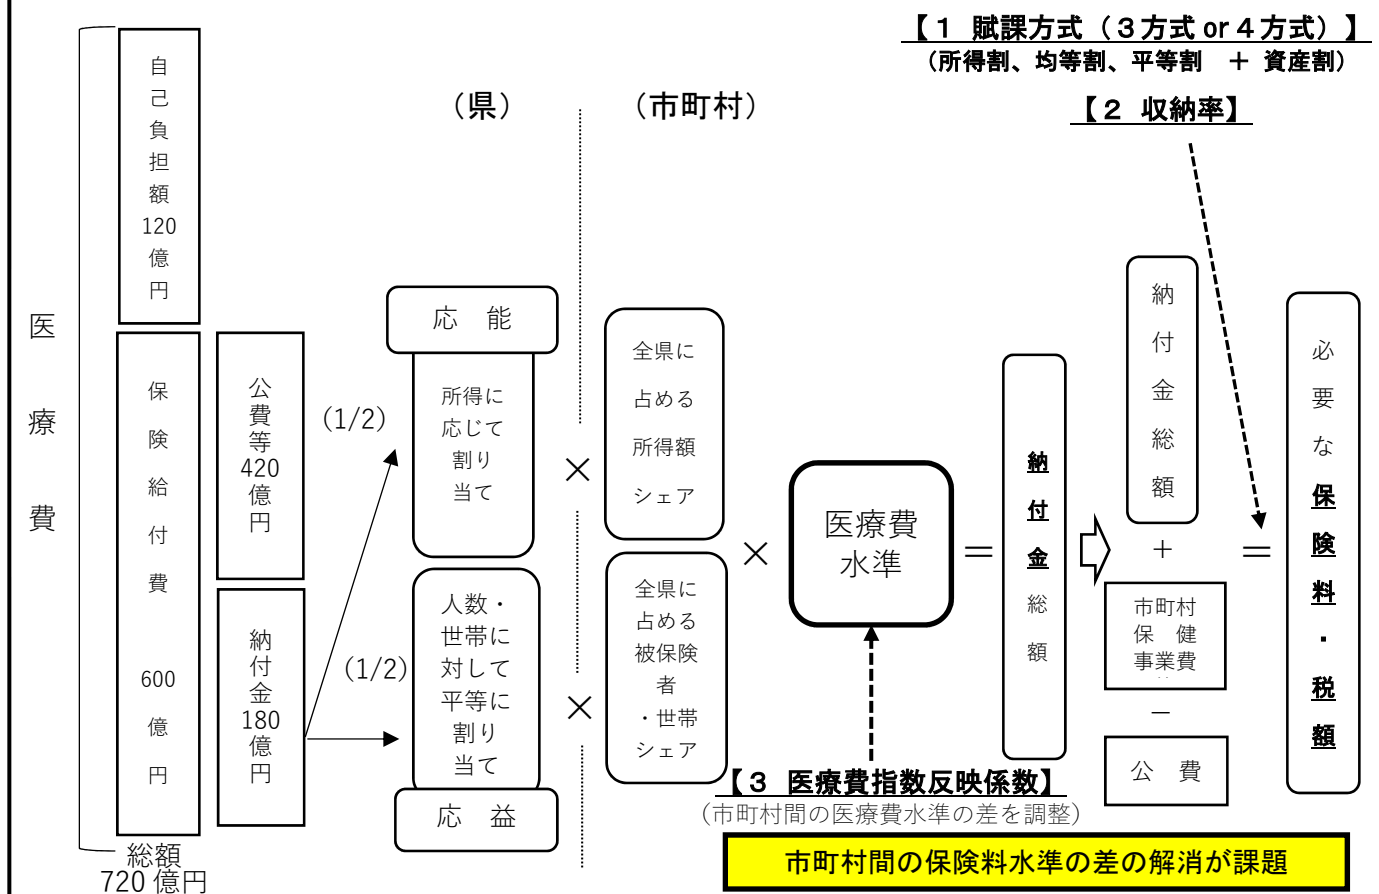 【１ 賦課方式（３方式 or ４方式）】
（所得割、均等割、平等割　＋ 資産割）
【２ 収納率】
（県）
（市町村）
医療費
自己負担額120億円
保険給付費　600億円
総額
720 億円
公費等420億円
納付金180億円
(1/2)
(1/2)
応　能
所得に
応じて
割り
当て
人数・
世帯に
対して
平等に
割り
当て
応　益
×
×
全県に
占める
所得額
シェア
全県に
占める
被保険
者
・世帯
シェア
×
医療費
水準
＝
納付金総額
納付金総額
＋
市町村
保　健
事業費
－
公　費
＝
必要な保険料・税額
【３ 医療費指数反映係数】
（市町村間の医療費水準の差を調整）
市町村間の保険料水準の差の解消が課題